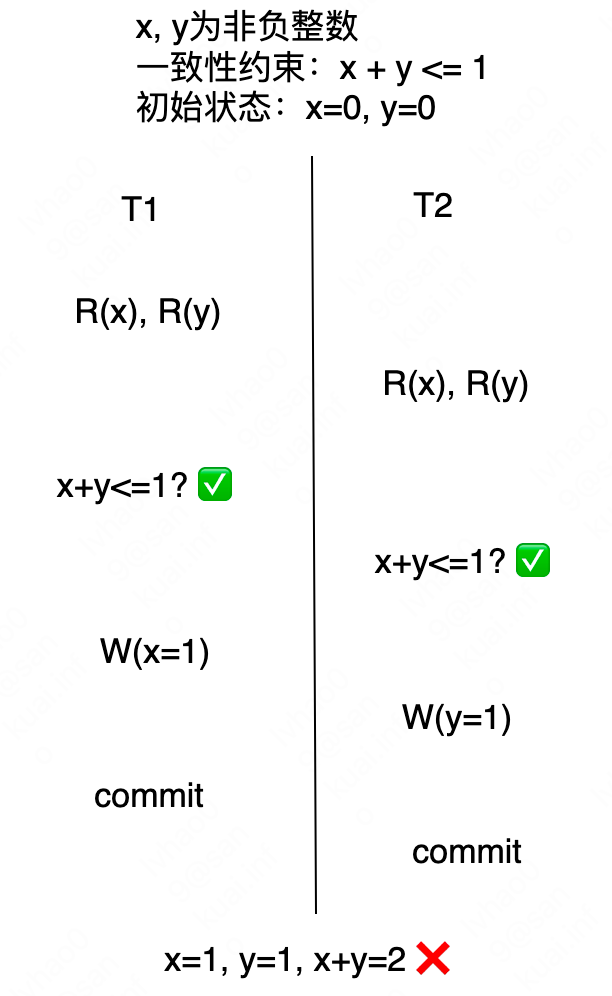 x, y为非负整数
一致性约束：x + y <= 1
初始状态：x=0, y=0
T1
T2
R(x), R(y)
R(x), R(y)
x+y<=1? ✅
x+y<=1? ✅
W(x=1)
W(y=1)
commit
commit
x=1, y=1, x+y=2 ❌